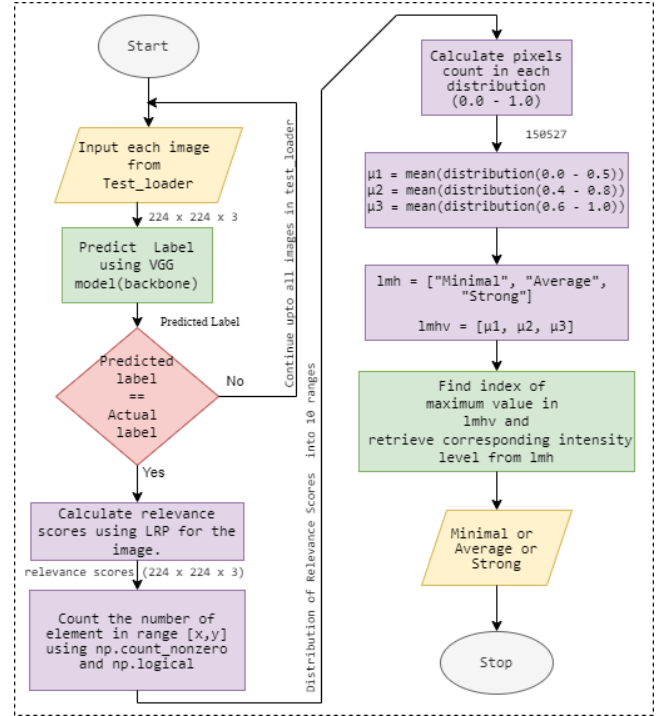 Start
Input each image
from
Test_loader
224 x 224 x 3
Predict Label
using VGG
model(backbone)
Predicted Label
Predicted
label
==
Actual
label
No
Continue upto all images in test_loader
Yes
Calculate relevance
scores using LRP for the
image.
relevance scores (224 x 224 x 3)
Count the number of
element in range [x,y]
using np.count_nonzero
and np.logical
Distribution of Relevance Scores into 10 ranges
Calculate pixels
count in each
distribution
(0.0 - 1.0)
150527
μ1 = mean(distribution(0.0 - 0.5))
μ2 = mean(distribution(0.4 - 0.8))
μ3 = mean(distribution(0.6 - 1.0))
lmh = ["Minimal", "Average",
"Strong"]
lmhv = [μ1, μ2, μ3]
Find index of
maximum value in
lmhv and
retrieve corresponding intensity
level from lmh
Minimal or
Average or
Strong
Stop